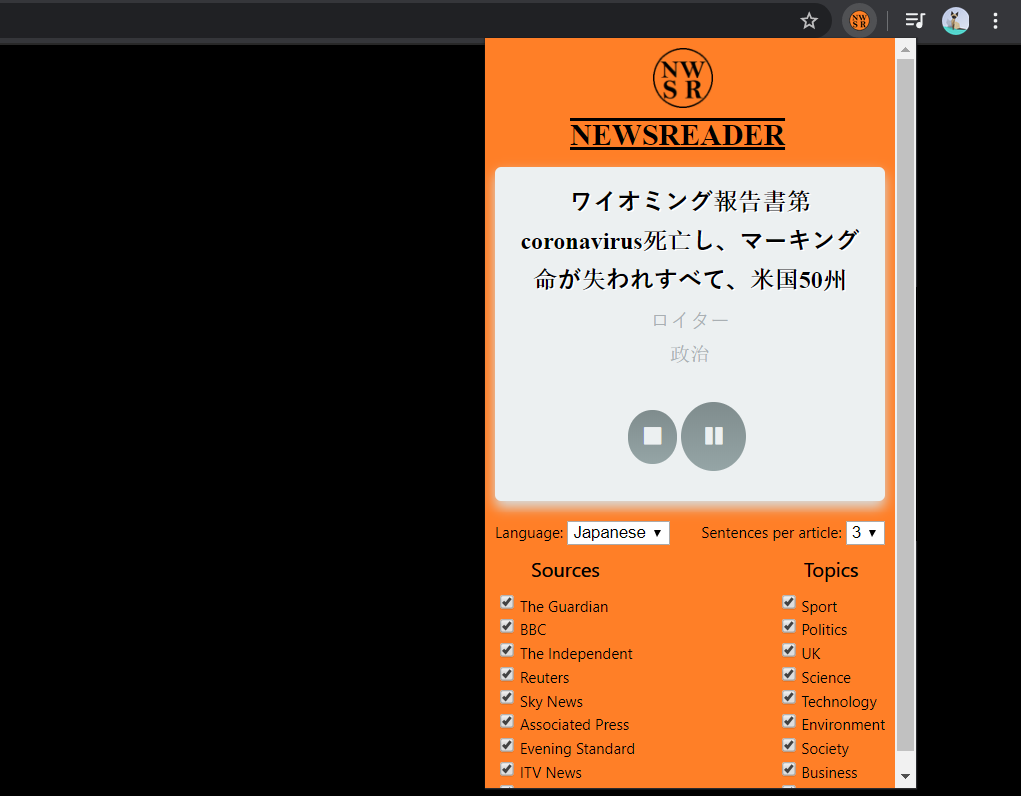 NW
S R
NW
S R
NEWSREADER
ワイオミング報告書第
coronavirus死亡し、マーキング
命が失われすべて、米国50州
ロイター
政治
Language: Japanese
Sentences per article: 3
Sources
Topics
The Guardian
Sport
BBC
Politics
The Independent
UK
Reuters
Science
Sky News
Technology
Associated Press
Environment
Evening Standard
Society
ITV News
Business